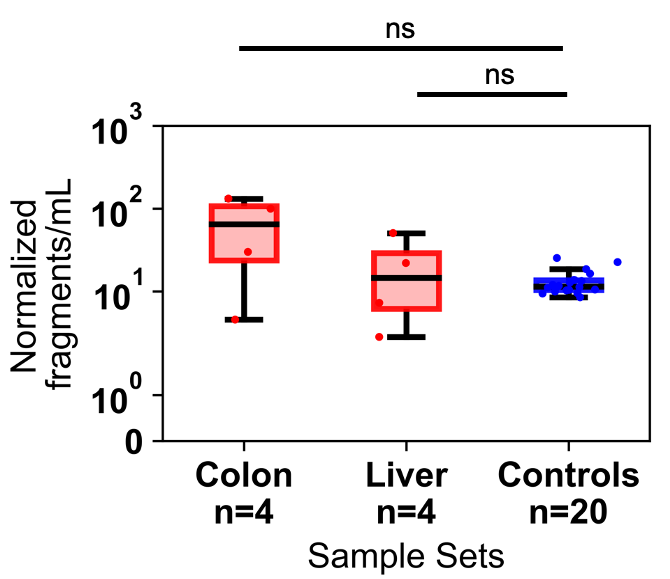 ns
ns
Normalized
fragments/mL
10³
10²
10¹
10⁰
0
Colon
n=4
Liver
n=4
Controls
n=20
Sample Sets